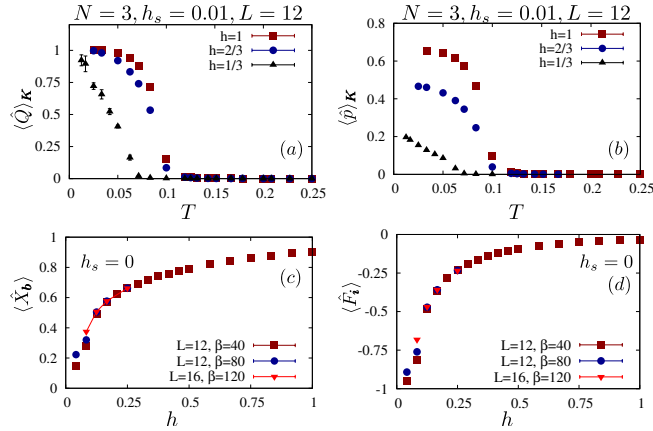 N = 3, h_s = 0.01, L = 12
h=1
h=2/3
h=1/3
⟨Q̂⟩_K
1
0.75
0.5
0.25
0
0 0.05 0.1 0.15 0.2 0.25
T
(a)
N = 3, h_s = 0.01, L = 12
h=1
h=2/3
h=1/3
⟨p̂⟩_K
0.8
0.6
0.4
0.2
0
0 0.05 0.1 0.15 0.2 0.25
T
(b)
h_s = 0
(c)
⟨X̂_b⟩
1
0.8
0.6
0.4
0.2
0
L=12, β=40
L=12, β=80
L=16, β=120
0 0.25 0.5 0.75 1
h
h_s = 0
(d)
⟨F̂_i⟩
0
-0.25
-0.5
-0.75
-1
L=12, β=40
L=12, β=80
L=16, β=120
0 0.25 0.5 0.75 1
h